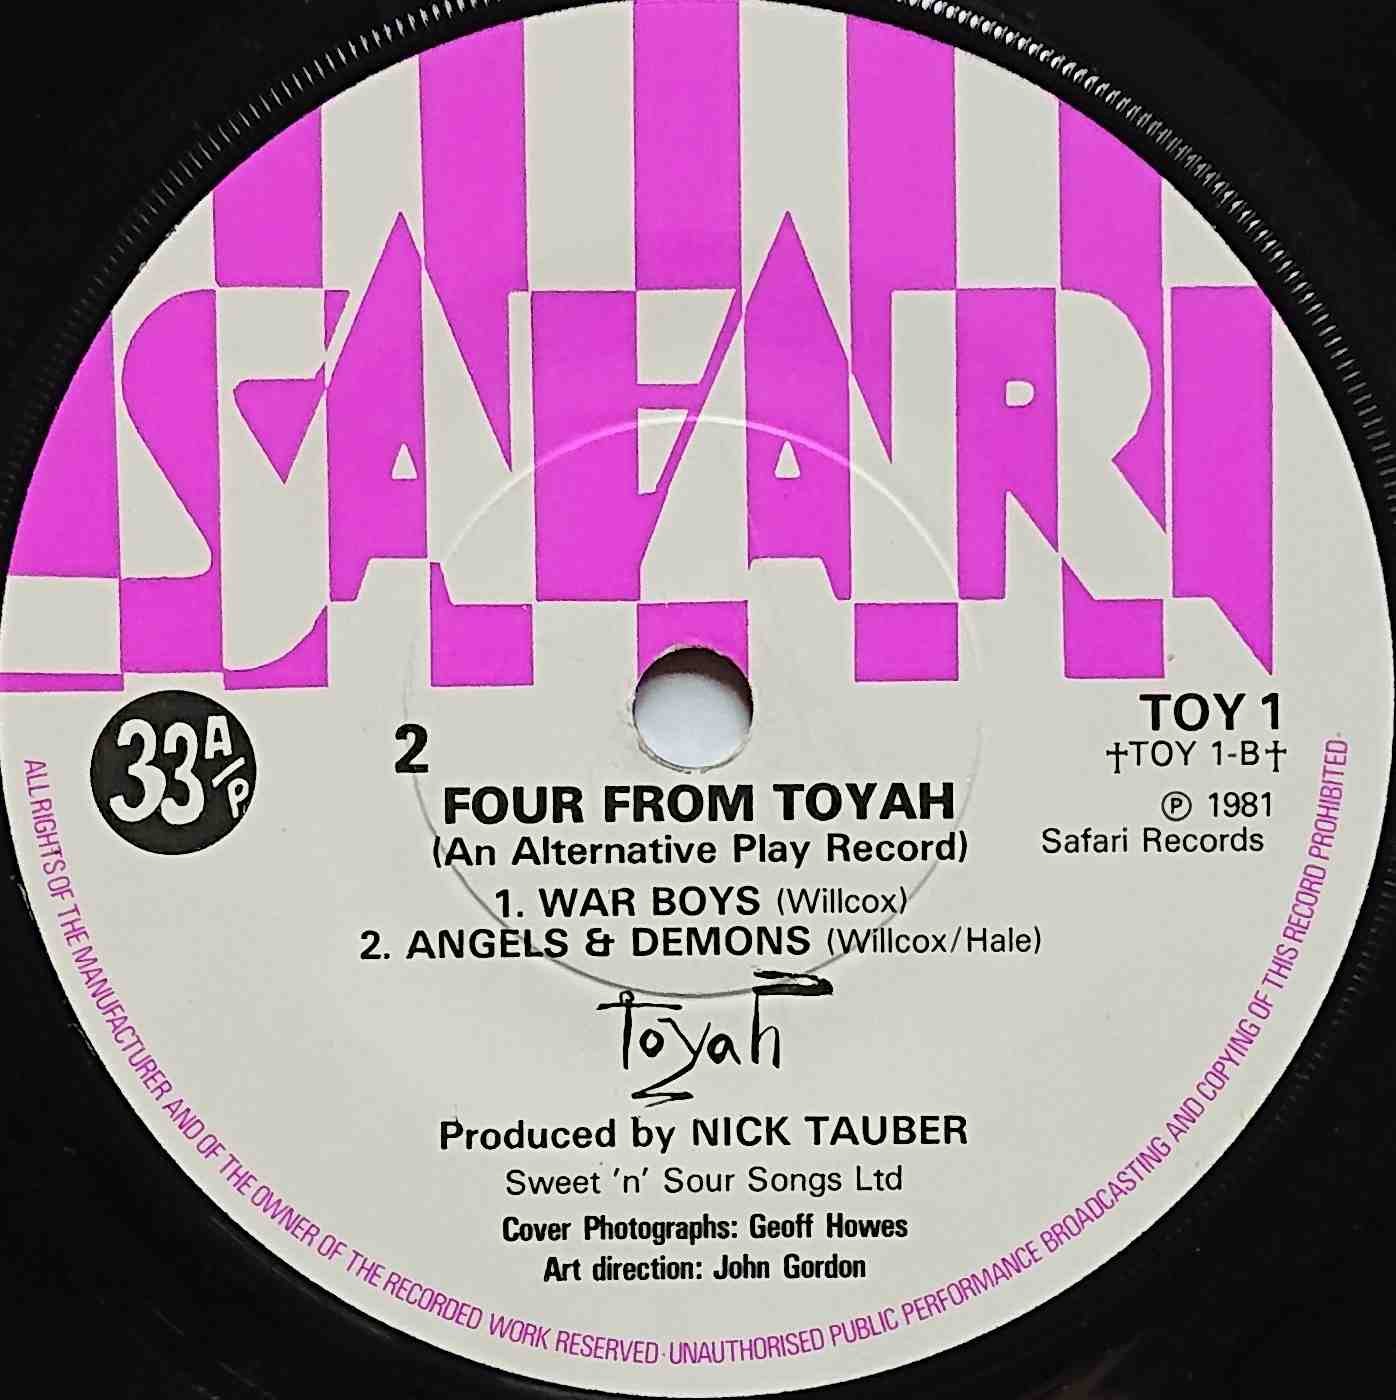 SAFARI
33 A/P
2
TOY 1
†TOY 1-B†
℗ 1981
Safari Records
FOUR FROM TOYAH
(An Alternative Play Record)
1. WAR BOYS (Willcox)
2. ANGELS & DEMONS (Willcox/Hale)
Toyah
Produced by NICK TAUBER
Sweet 'n' Sour Songs Ltd
Cover Photographs: Geoff Howes
Art direction: John Gordon
ALL RIGHTS OF THE MANUFACTURER AND OF THE OWNER OF THE RECORDED WORK RESERVED·UNAUTHORISED PUBLIC PERFORMANCE BROADCASTING AND COPYING OF THIS RECORD PROHIBITED.